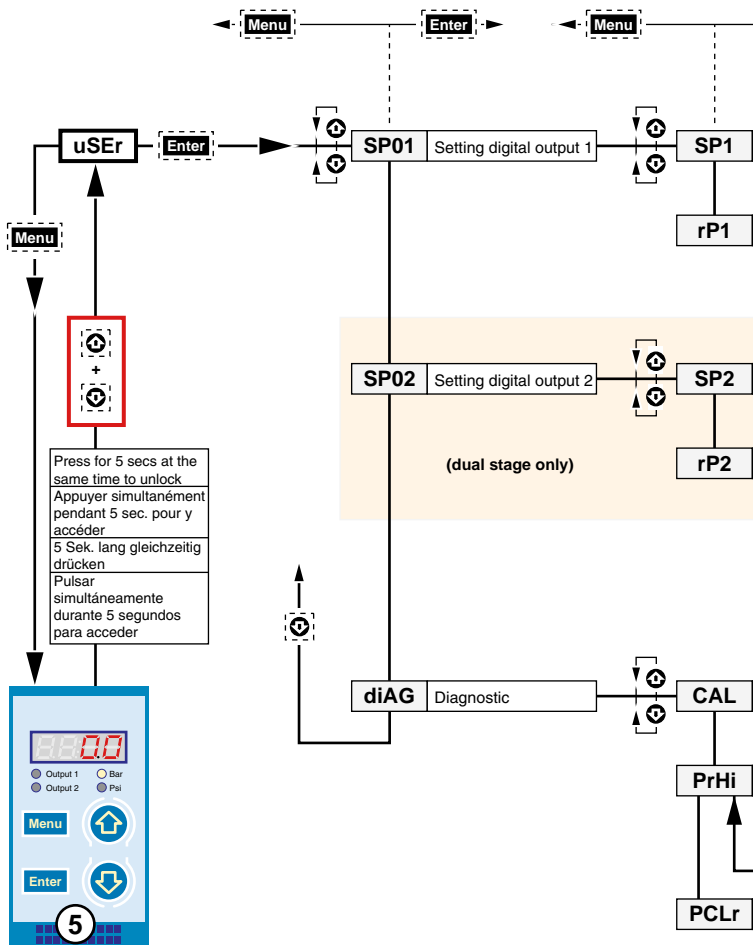 Menu Enter Menu
uSEr Enter SP01 Setting digital output 1 SP1
Menu
rP1
+
SP02 Setting digital output 2 SP2
(dual stage only) rP2
Press for 5 secs at the
same time to unlock
Appuyer simultanément
pendant 5 sec. pour y
accéder
5 Sek. lang gleichzeitig
drücken
Pulsar
simultáneamente
durante 5 segundos
para acceder
diAG Diagnostic CAL
PrHi
PCLr
0.0
Output 1 Bar
Output 2 Psi
Menu
Enter
5